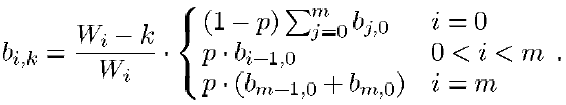 b_{i,k} = \frac{W_i - k}{W_i} \cdot \begin{cases} (1 - p) \sum_{j=0}^{m} b_{j,0} & i = 0 \\ p \cdot b_{i-1,0} & 0 < i < m \\ p \cdot (b_{m-1,0} + b_{m,0}) & i = m \end{cases} .